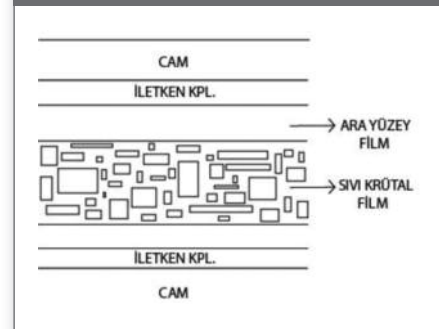 CAM
İLETKEN KPL.
ARA YÜZEY
FİLM
SIVI KRÜTAL
FİLM
İLETKEN KPL.
CAM